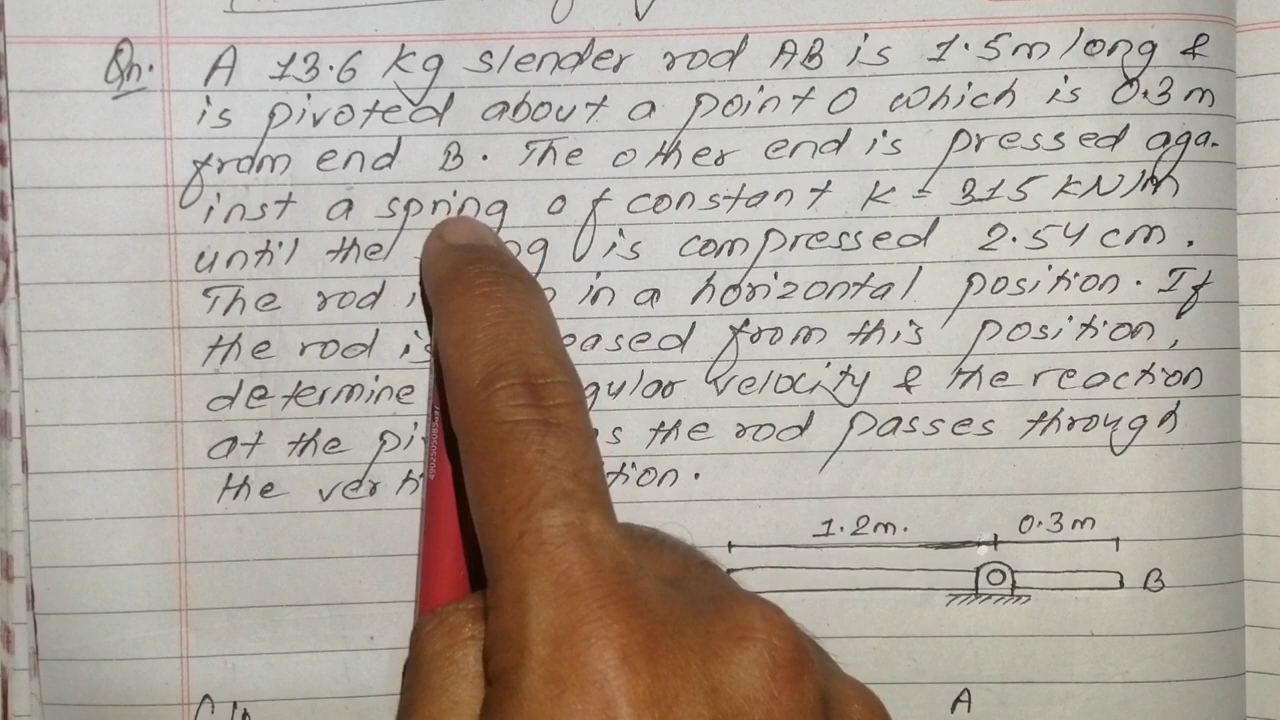 Qn. A 13.6 kg slender rod AB is 1.5m long &
is pivoted about a point O which is 0.3 m
from end B. The other end is pressed aga-
inst a spring of constant K = 315 KN/m
until the is compressed 2.54 cm.
The rod in a horizontal position. If
the rod is from this position,
determine velocity & the reaction
at the the rod passes through
the
1.2m. 0.3m
B
A